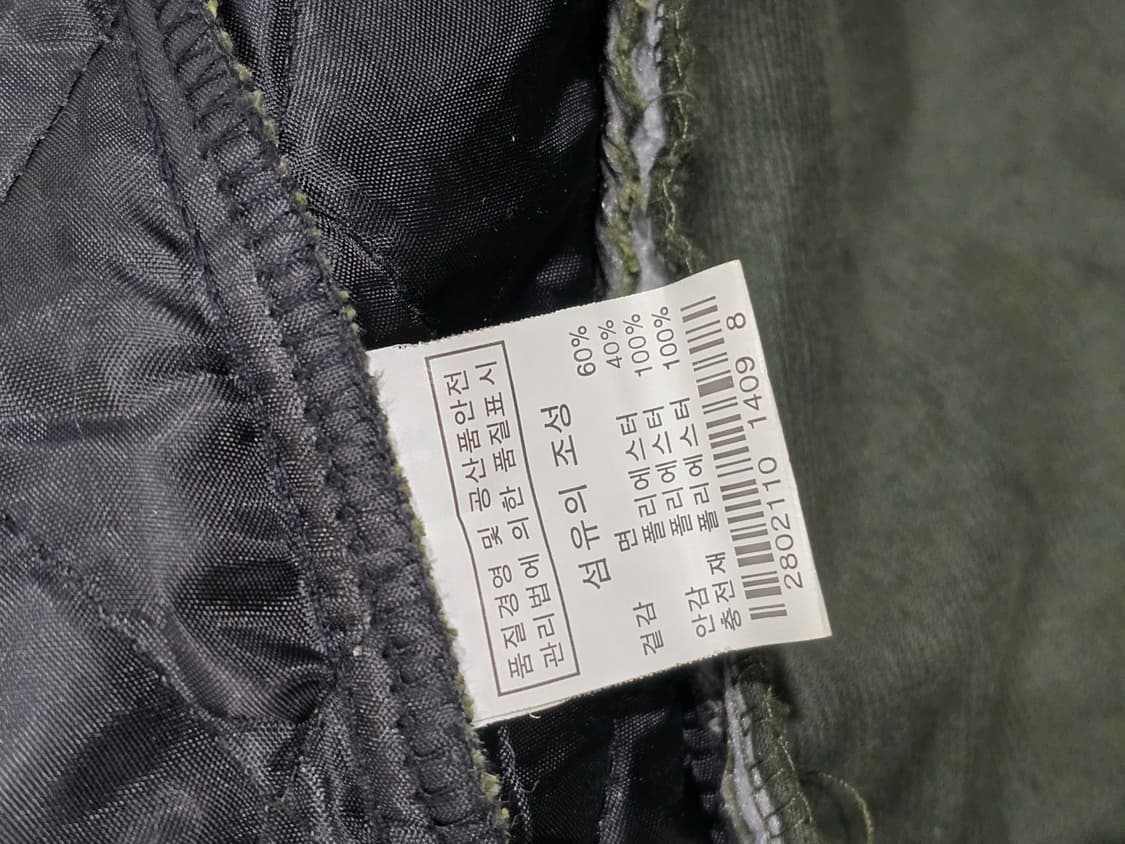 품질경영 및 공산품안전
관리법에 의한 품질표시
섬유의 조성
겉감 면 60%
폴리에스터 40%
안감 폴리에스터 100%
충전재 폴리에스터 100%
2802110 1409 8